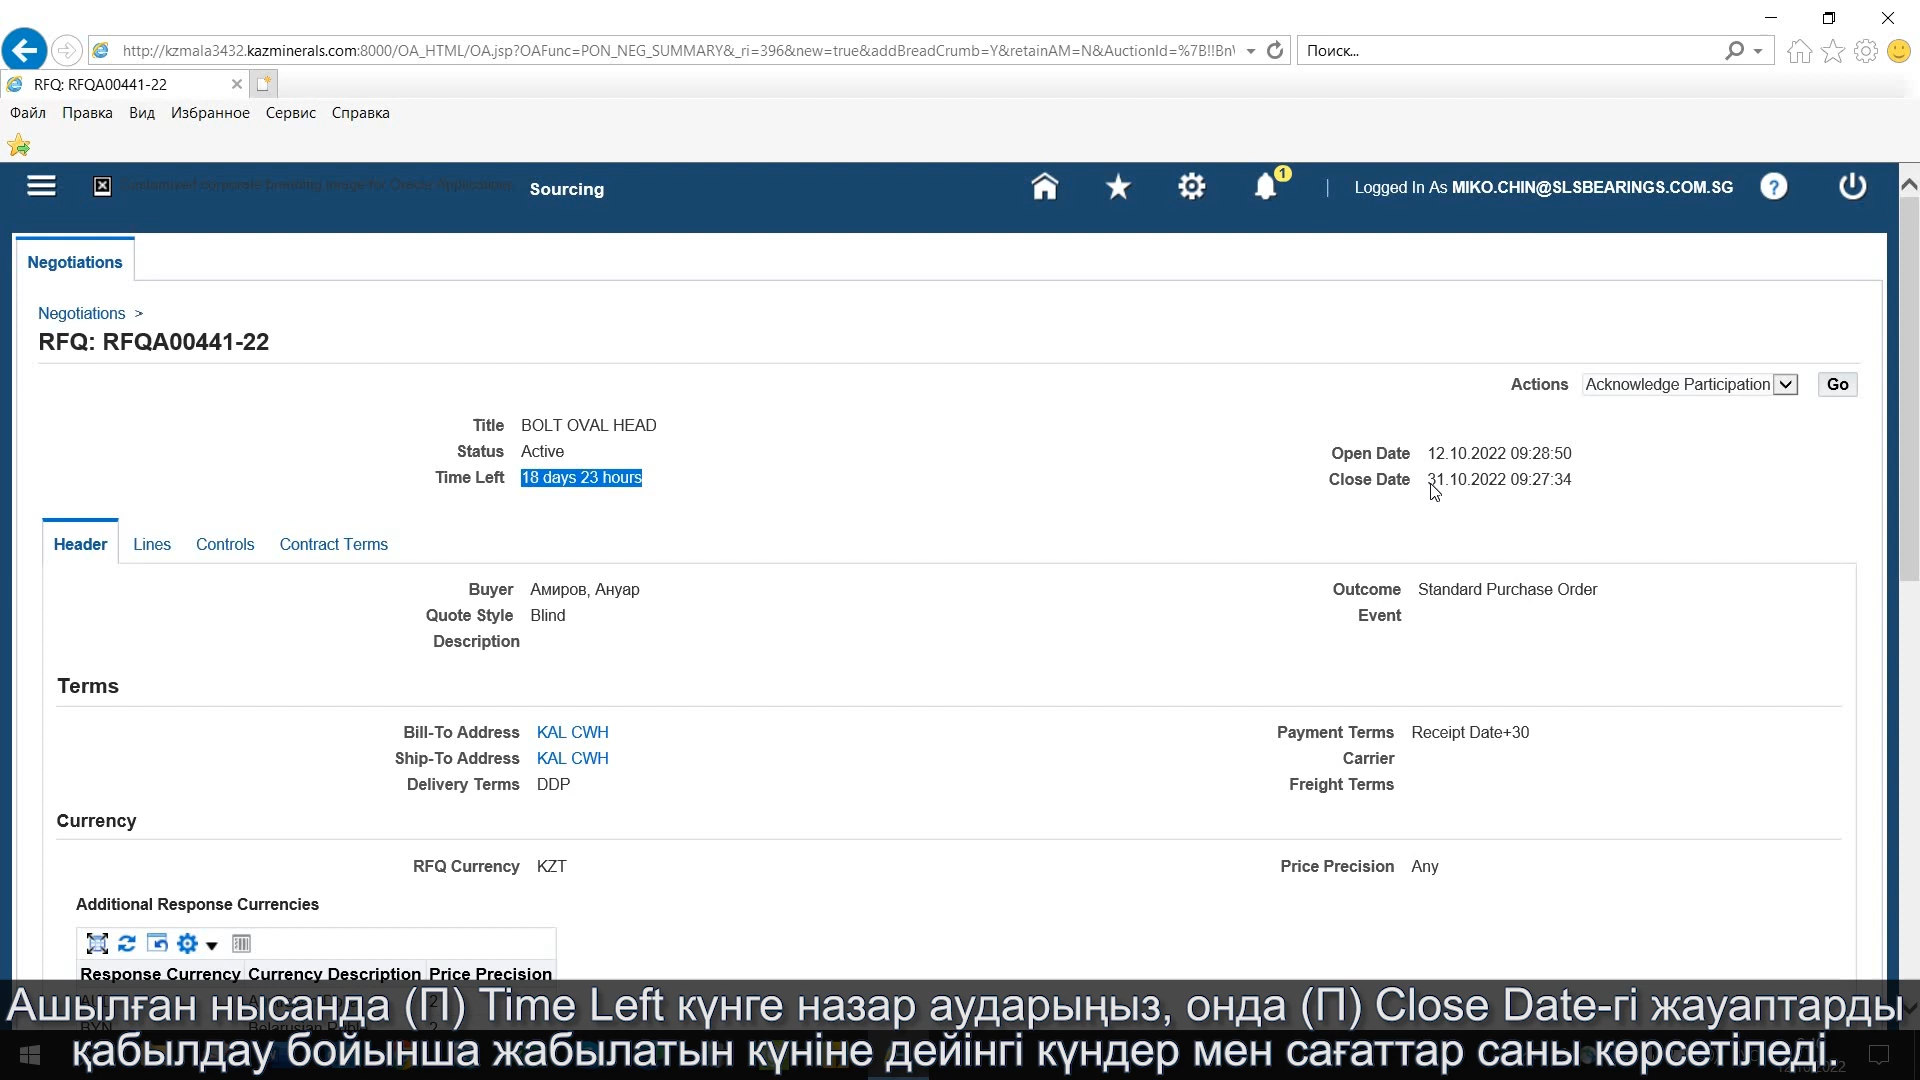 http://kzmala3432.kazminerals.com:8000/OA_HTML/OA.jsp?OAFunc=PON_NEG_SUMMARY&_ri=396&new=true&addBreadCrumb=Y&retainAM=N&AuctionId=%7B!!Bn\
Поиск...
RFQ: RFQA00441-22
Файл Правка Вид Избранное Сервис Справка
Customized corporate branding image for Oracle Applications
Sourcing
1
Logged In As MIKO.CHIN@SLSBEARINGS.COM.SG
Negotiations
Negotiations >
RFQ: RFQA00441-22
Actions Acknowledge Participation Go
Title BOLT OVAL HEAD
Status Active
Time Left 18 days 23 hours
Open Date 12.10.2022 09:28:50
Close Date 31.10.2022 09:27:34
Header Lines Controls Contract Terms
Buyer Амиров, Ануар
Quote Style Blind
Description
Outcome Standard Purchase Order
Event
Terms
Bill-To Address KAL CWH
Ship-To Address KAL CWH
Delivery Terms DDP
Payment Terms Receipt Date+30
Carrier
Freight Terms
Currency
RFQ Currency KZT
Price Precision Any
Additional Response Currencies
Response Currency Currency Description Price Precision
Ашылған нысанда (П) Time Left күнге назар аударыңыз, онда (П) Close Date-гі жауаптарды
қабылдау бойынша жабылатын күніне дейінгі күндер мен сағаттар саны көрсетіледі.